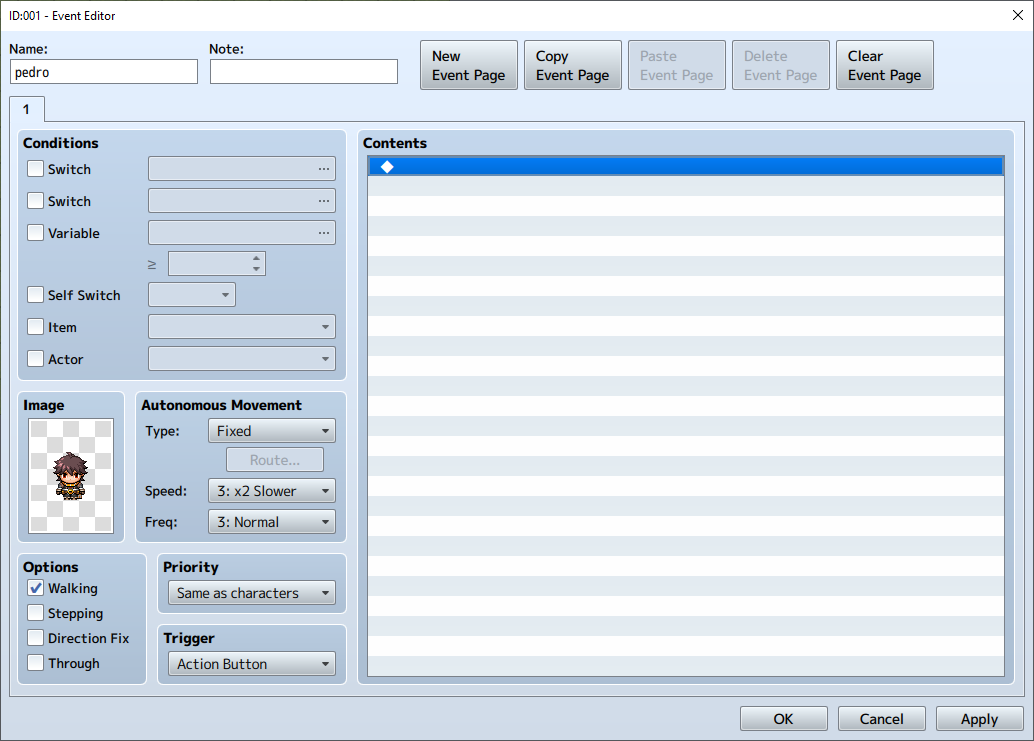 ID:001 - Event Editor
Name:
Note:
pedro
New
Event Page
Copy
Event Page
Paste
Event Page
Delete
Event Page
Clear
Event Page
1
Conditions
Switch
...
Switch
...
Variable
...
≥
Self Switch
Item
Actor
Image
Autonomous Movement
Type:
Fixed
Route...
Speed:
3: x2 Slower
Freq:
3: Normal
Options
Walking
Stepping
Direction Fix
Through
Priority
Same as characters
Trigger
Action Button
Contents
OK
Cancel
Apply